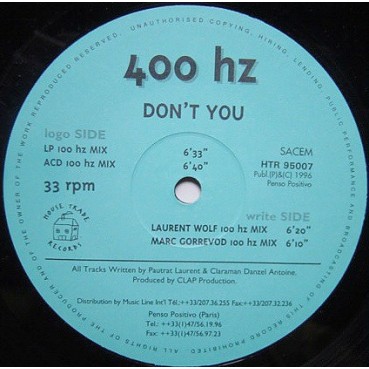 ALL RIGHTS OF THE PRODUCER AND OF THE OWNER OF THE WORK REPRODUCED RESERVED. UNAUTHORISED COPYING, HIRING, LENDING, PUBLIC PERFORMANCE AND BROADCASTING OF THIS RECORD PROHIBITED.
400 hz
DON'T YOU
logo SIDE
LP 100 hz MIX 6'33"
ACD 100 hz MIX 6'40"
SACEM
HTR 95007
Publ.(P)&(C) 1996
Penso Positivo
33 rpm
HOUSE TRADE
RECORDS
write SIDE
LAURENT WOLF 100 hz MIX 6'20"
MARC GORREVOD 100 hz MIX 6'10"
All Tracks Written by Pautrat Laurent & Claraman Danzel Antoine.
Produced by CLAP Production.
Distribution by Music Line Int'l Tél.:++33/207.36.255 Fax=++33/207.32.236
Penso Positivo (Paris)
Tel.: ++33(1)47/56.19.96
Fax: ++33(1)47/56.97.23